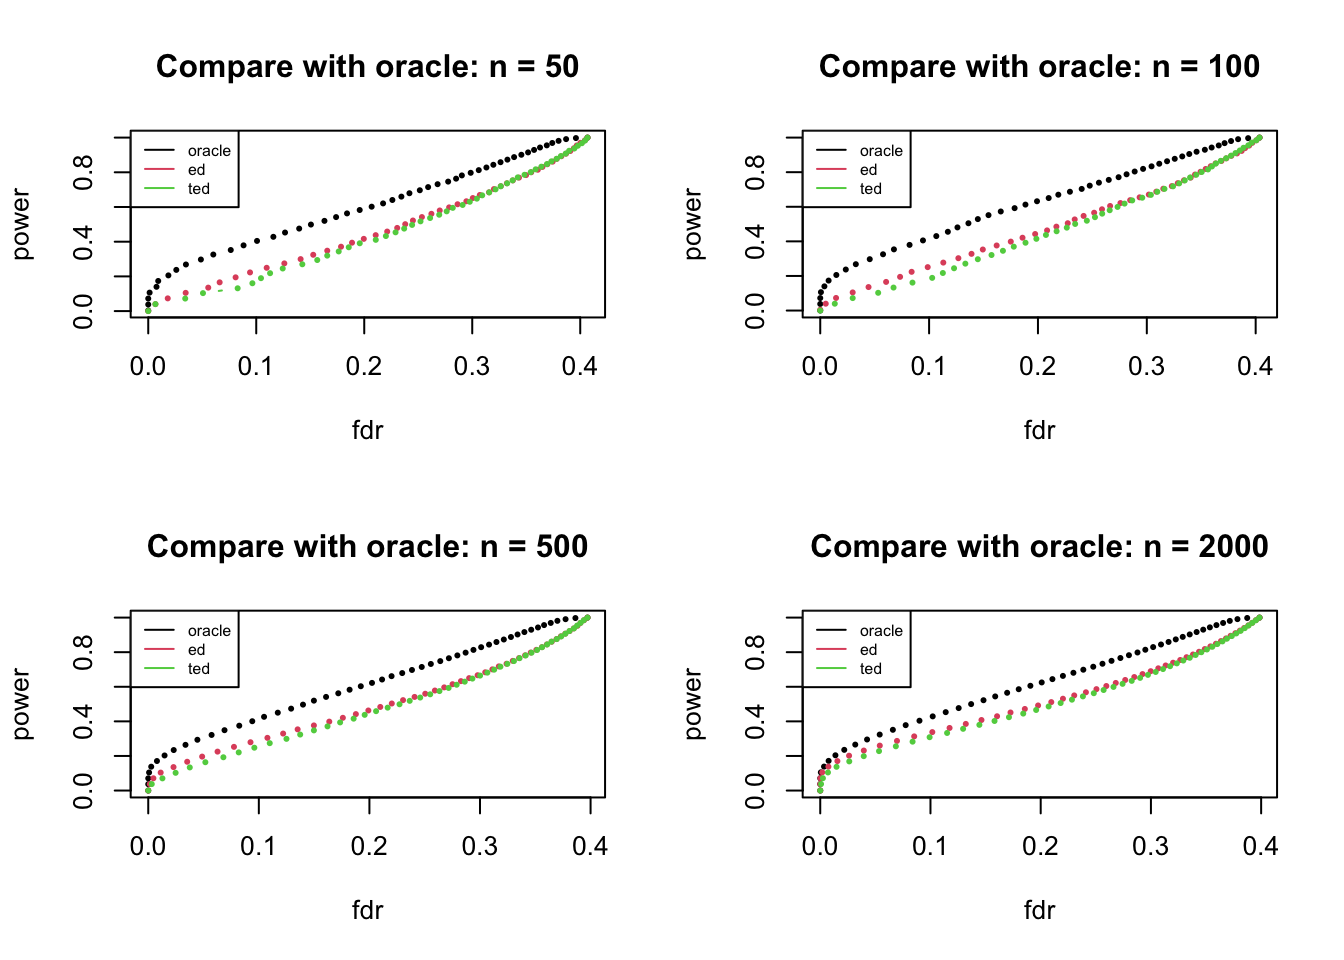 Compare with oracle: n = 50
power
0.0 0.4 0.8
oracle
ed
ted
0.0 0.1 0.2 0.3 0.4
fdr
Compare with oracle: n = 100
power
0.0 0.4 0.8
oracle
ed
ted
0.0 0.1 0.2 0.3 0.4
fdr
Compare with oracle: n = 500
power
0.0 0.4 0.8
oracle
ed
ted
0.0 0.1 0.2 0.3 0.4
fdr
Compare with oracle: n = 2000
power
0.0 0.4 0.8
oracle
ed
ted
0.0 0.1 0.2 0.3 0.4
fdr